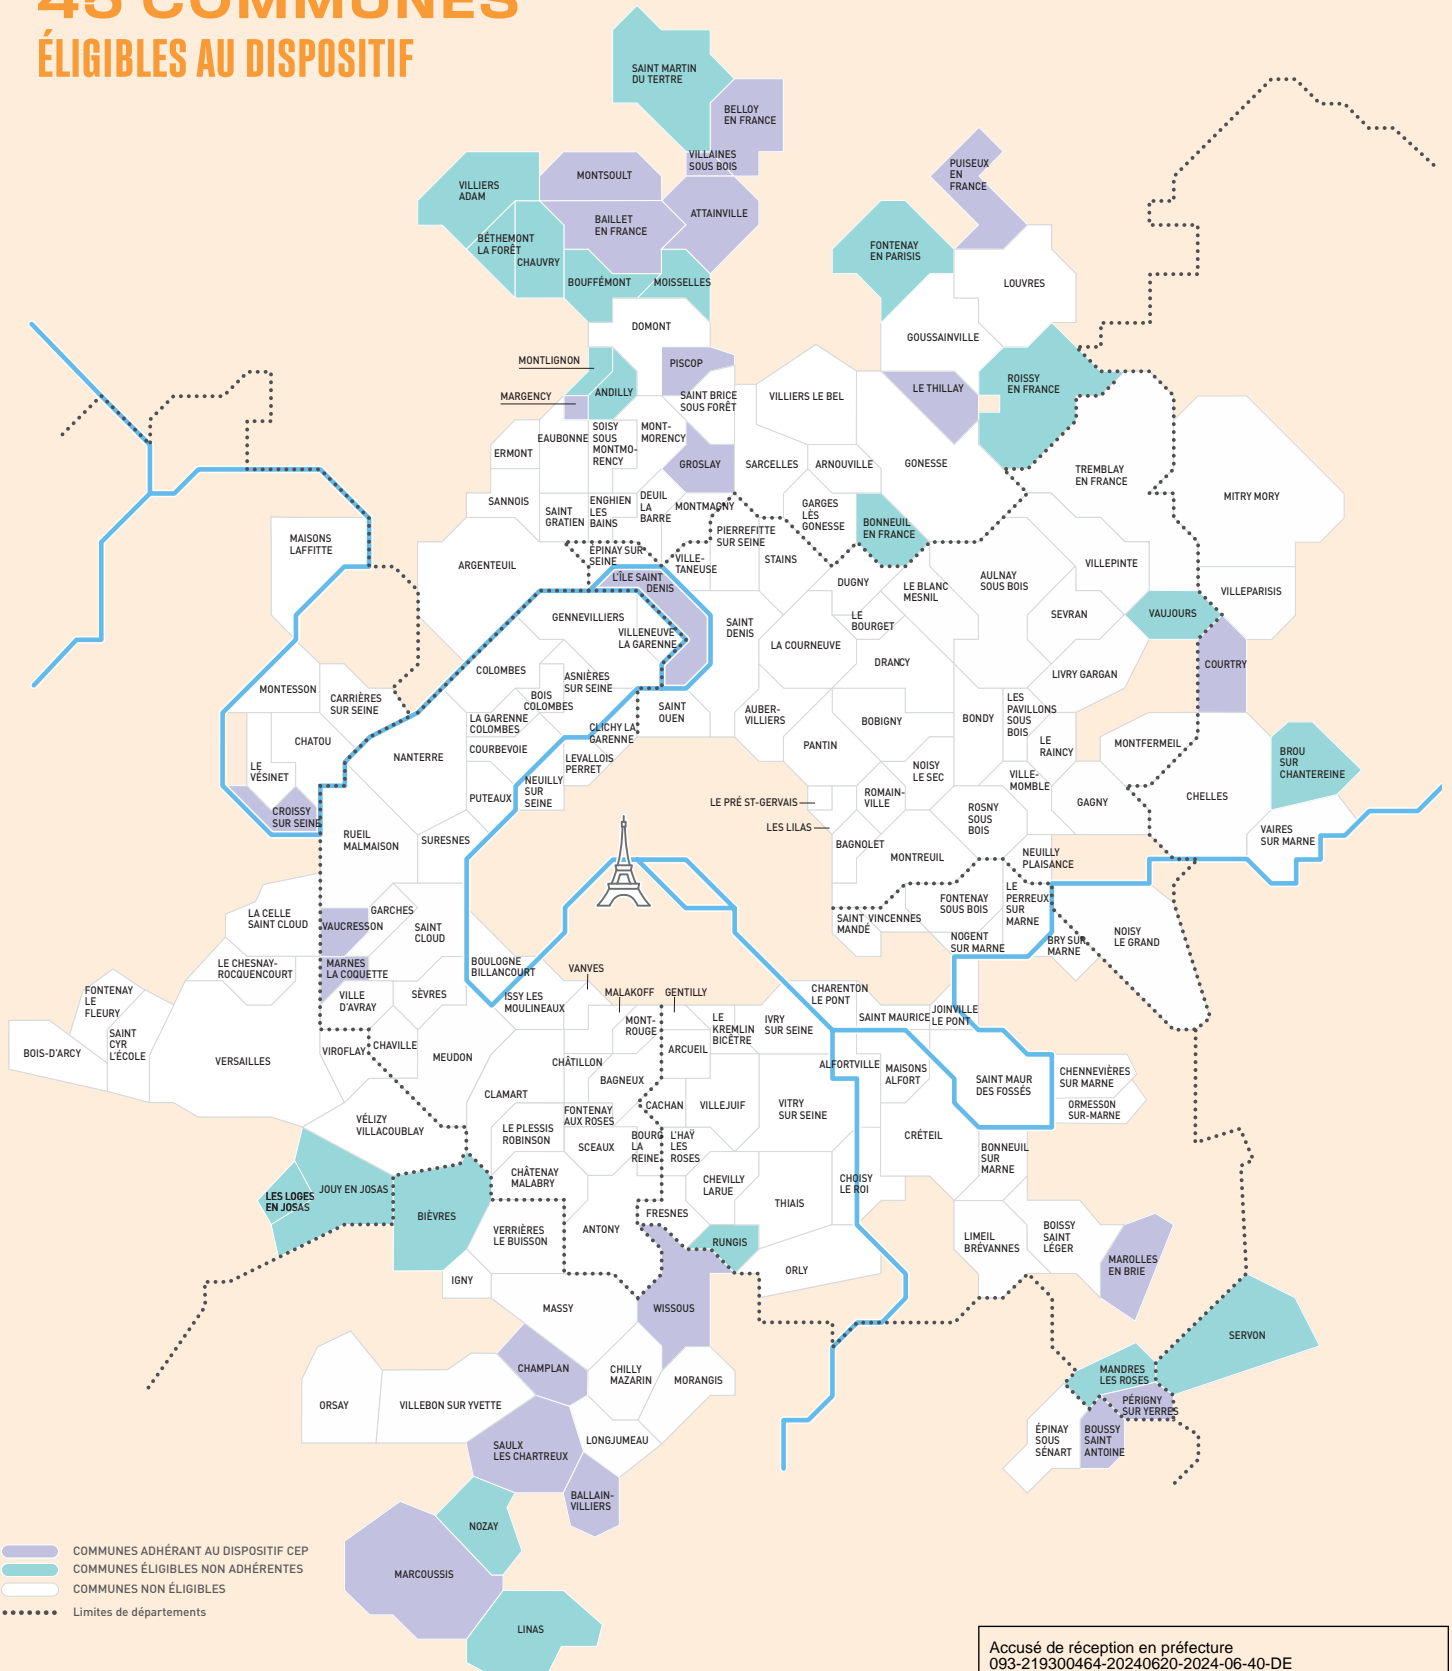 45 COMMUNES
ÉLIGIBLES AU DISPOSITIF
SAINT MARTIN
DU TERTRE
BELLOY
EN FRANCE
VILLAINES
SOUS BOIS
PUISEUX
EN
FRANCE
MONTSOULT
VILLIERS
ADAM
ATTAINVILLE
BAILLET
EN FRANCE
BÉTHEMONT
LA FORÊT
CHAUVRY
FONTENAY
EN PARISIS
BOUFFÉMONT
MOISSELLES
LOUVRES
DOMONT
GOUSSAINVILLE
MONTLIGNON
PISCOP
ROISSY
EN FRANCE
MARGENCY
ANDILLY
SAINT BRICE
SOUS FORÊT
VILLIERS LE BEL
LE THILLAY
EAUBONNE
SOISY
SOUS
MONTMO-
RENCY
MONT-
MORENCY
ERMONT
GROSLAY
SARCELLES
ARNOUVILLE
GONESSE
TREMBLAY
EN FRANCE
MITRY MORY
SANNOIS
SAINT
GRATIEN
ENGHIEN
LES
BAINS
DEUIL
LA
BARRE
MONTMAGNY
GARGES
LÈS
GONESSE
BONNEUIL
EN FRANCE
MAISONS
LAFFITTE
PIERREFITTE
SUR SEINE
ARGENTEUIL
ÉPINAY SUR
SEINE
VILLE-
TANEUSE
STAINS
VILLEPINTE
L'ÎLE SAINT
DENIS
DUGNY
LE BLANC
MESNIL
AULNAY
SOUS BOIS
VILLEPARISIS
GENNEVILLIERS
LE
BOURGET
SEVRAN
VAUJOURS
VILLENEUVE
LA GARENNE
SAINT
DENIS
LA COURNEUVE
DRANCY
COURTRY
COLOMBES
ASNIÈRES
SUR SEINE
LIVRY GARGAN
MONTESSON
CARRIÈRES
SUR SEINE
BOIS
COLOMBES
SAINT
OUEN
AUBER-
VILLIERS
BOBIGNY
BONDY
LES
PAVILLONS
SOUS
BOIS
LA GARENNE
COLOMBES
CLICHY LA
GARENNE
CHATOU
COURBEVOIE
PANTIN
LE
RAINCY
MONTFERMEIL
NANTERRE
LEVALLOIS
PERRET
BROU
SUR
CHANTEREINE
LE
VÉSINET
NEUILLY
SUR
SEINE
NOISY
LE SEC
VILLE-
MOMBLE
PUTEAUX
ROMAIN-
VILLE
GAGNY
CHELLES
LE PRÉ ST-GERVAIS
CROISSY
SUR SEINE
ROSNY
SOUS
BOIS
LES LILAS
RUEIL
MALMAISON
SURESNES
BAGNOLET
VAIRES
SUR MARNE
MONTREUIL
NEUILLY
PLAISANCE
LA CELLE
SAINT CLOUD
GARCHES
VAUCRESSON
FONTENAY
SOUS BOIS
LE
PERREUX
SUR
MARNE
SAINT
MANDÉ
VINCENNES
SAINT
CLOUD
NOGENT
SUR MARNE
BRY SUR
MARNE
NOISY
LE GRAND
LE CHESNAY-
ROCQUENCOURT
MARNES
LA COQUETTE
BOULOGNE
BILLANCOURT
VANVES
FONTENAY
LE
FLEURY
VILLE
D'AVRAY
SÈVRES
ISSY LES
MOULINEAUX
MALAKOFF
GENTILLY
CHARENTON
LE PONT
MONT-
ROUGE
LE
KREMLIN
BICÊTRE
IVRY
SUR SEINE
SAINT MAURICE
JOINVILLE
LE PONT
SAINT
CYR
L'ÉCOLE
BOIS-D'ARCY
VERSAILLES
VIROFLAY
CHAVILLE
MEUDON
ARCUEIL
CHÂTILLON
ALFORTVILLE
MAISONS
ALFORT
CHENNEVIÈRES
SUR MARNE
SAINT MAUR
DES FOSSÉS
BAGNEUX
CLAMART
CACHAN
VILLEJUIF
VITRY
SUR SEINE
ORMESSON
SUR-MARNE
VÉLIZY
VILLACOUBLAY
FONTENAY
AUX ROSES
LE PLESSIS
ROBINSON
SCEAUX
BOURG
LA
REINE
L'HAŸ
LES
ROSES
CRÉTEIL
BONNEUIL
SUR
MARNE
CHÂTENAY
MALABRY
CHEVILLY
LARUE
CHOISY
LE ROI
JOUY EN JOSAS
LES LOGES
EN JOSAS
BIÈVRES
THIAIS
FRESNES
VERRIÈRES
LE BUISSON
ANTONY
RUNGIS
LIMEIL
BRÉVANNES
BOISSY
SAINT
LÉGER
MAROLLES
EN BRIE
IGNY
ORLY
MASSY
WISSOUS
SERVON
CHAMPLAN
CHILLY
MAZARIN
MORANGIS
MANDRES
LES ROSES
ORSAY
VILLEBON SUR YVETTE
PÉRIGNY
SUR YERRES
ÉPINAY
SOUS
SÉNART
BOUSSY
SAINT
ANTOINE
SAULX
LES CHARTREUX
LONGJUMEAU
BALLAIN-
VILLIERS
NOZAY
MARCOUSSIS
LINAS
COMMUNES ADHÉRANT AU DISPOSITIF CEP
COMMUNES ÉLIGIBLES NON ADHÉRENTES
COMMUNES NON ÉLIGIBLES
Limites de départements
Accusé de réception en préfecture
093-219300464-20240620-2024-06-40-DE